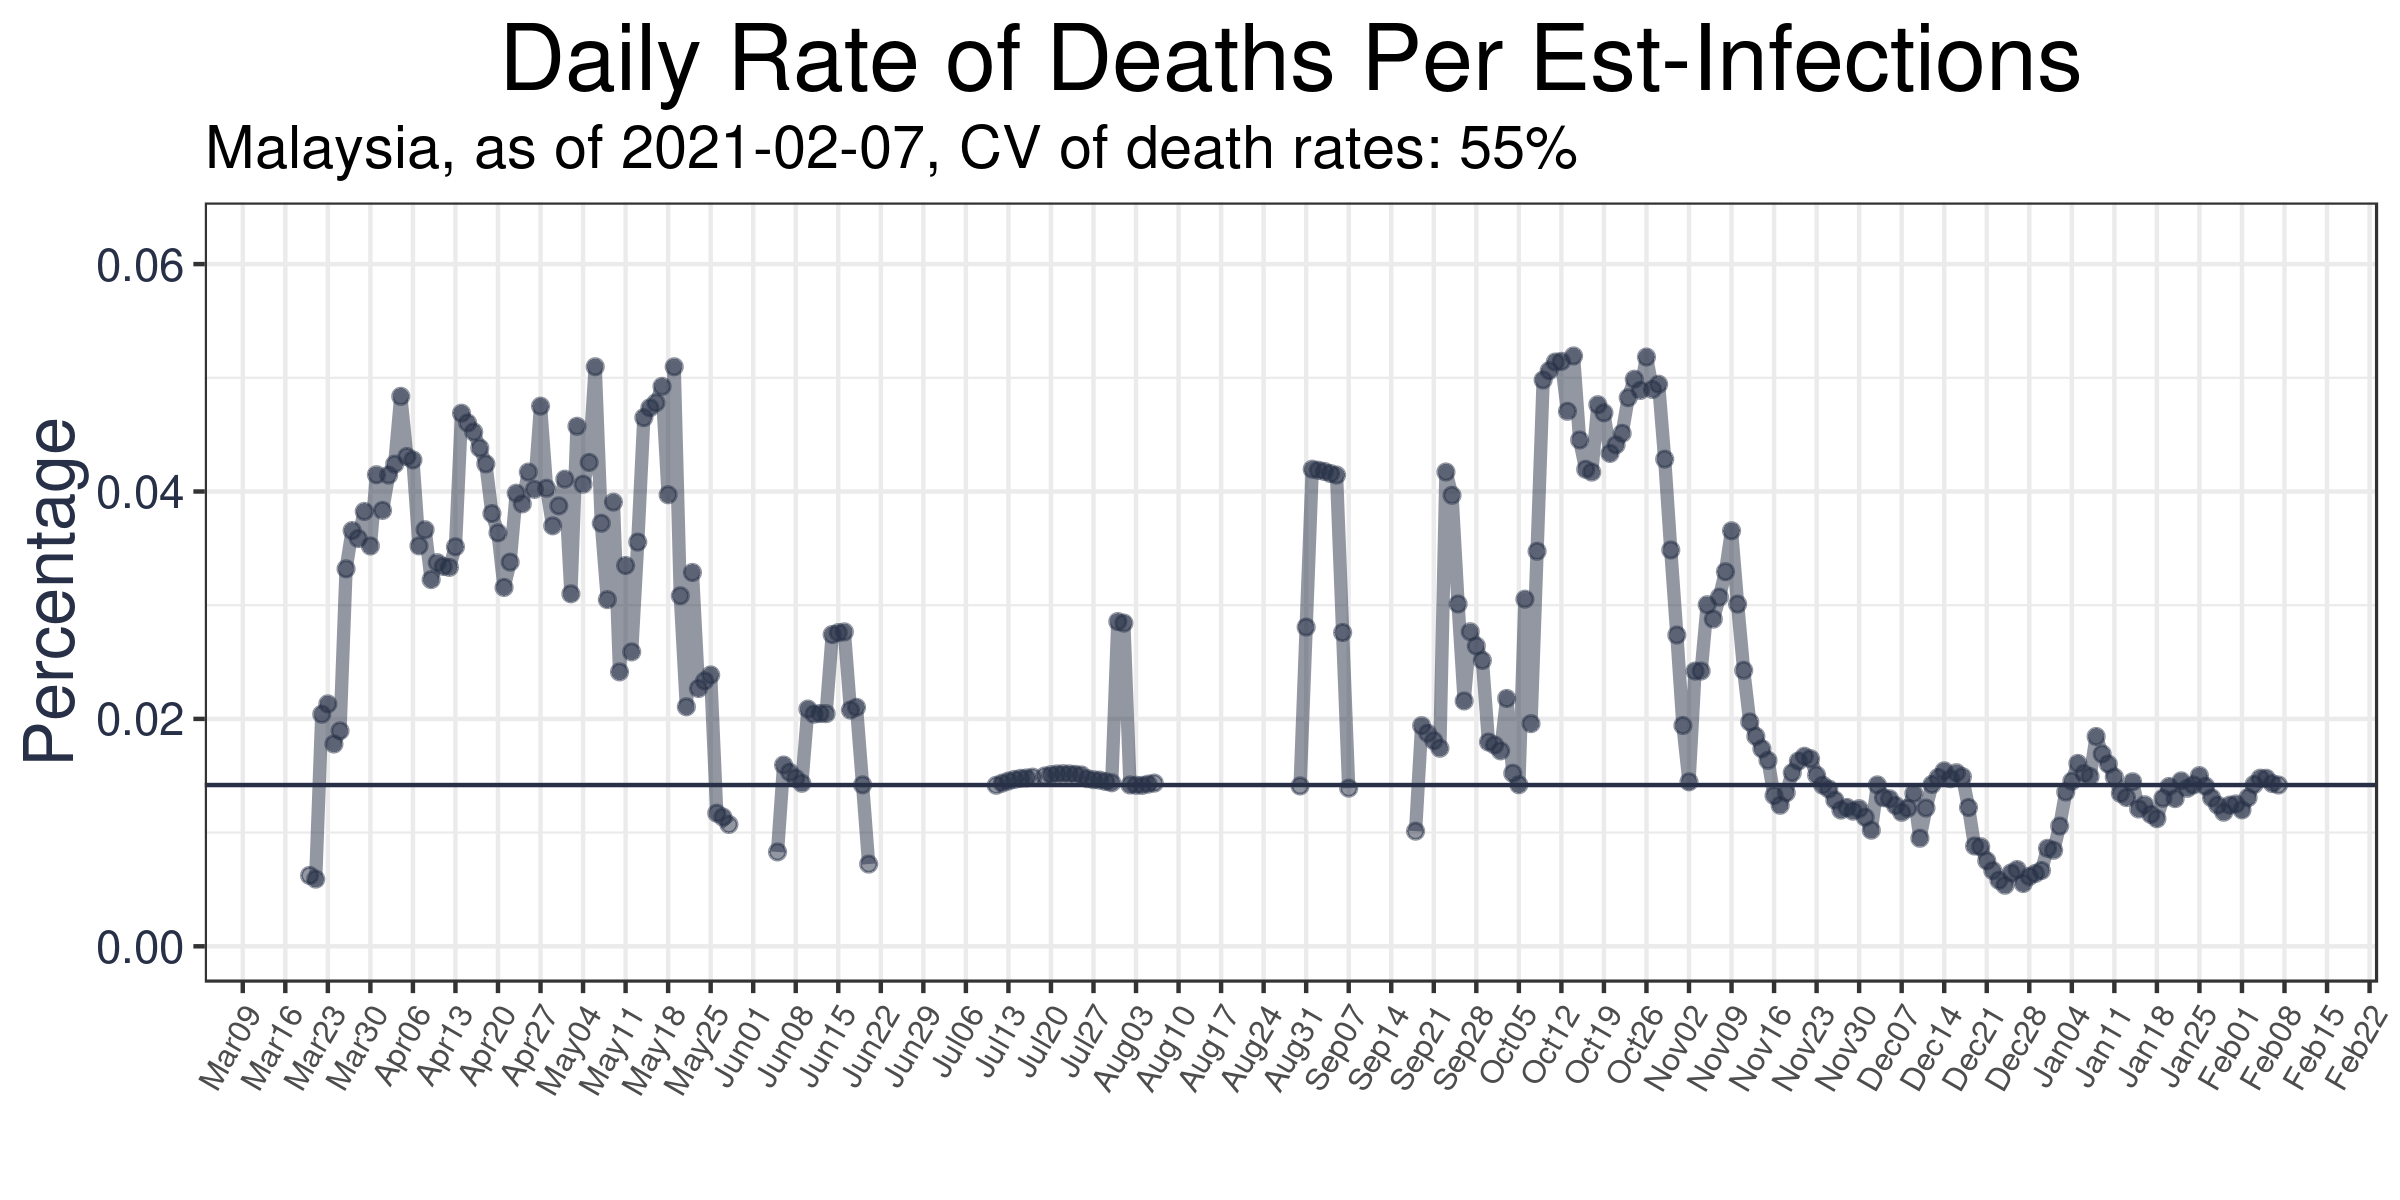 Daily Rate of Deaths Per Est-Infections
Malaysia, as of 2021-02-07, CV of death rates: 55%
Percentage
0.06
0.04
0.02
0.00
Mar09
Mar16
Mar23
Mar30
Apr06
Apr13
Apr20
Apr27
May04
May11
May18
May25
Jun01
Jun08
Jun15
Jun22
Jun29
Jul06
Jul13
Jul20
Jul27
Aug03
Aug10
Aug17
Aug24
Aug31
Sep07
Sep14
Sep21
Sep28
Oct05
Oct12
Oct19
Oct26
Nov02
Nov09
Nov16
Nov23
Nov30
Dec07
Dec14
Dec21
Dec28
Jan04
Jan11
Jan18
Jan25
Feb01
Feb08
Feb15
Feb22